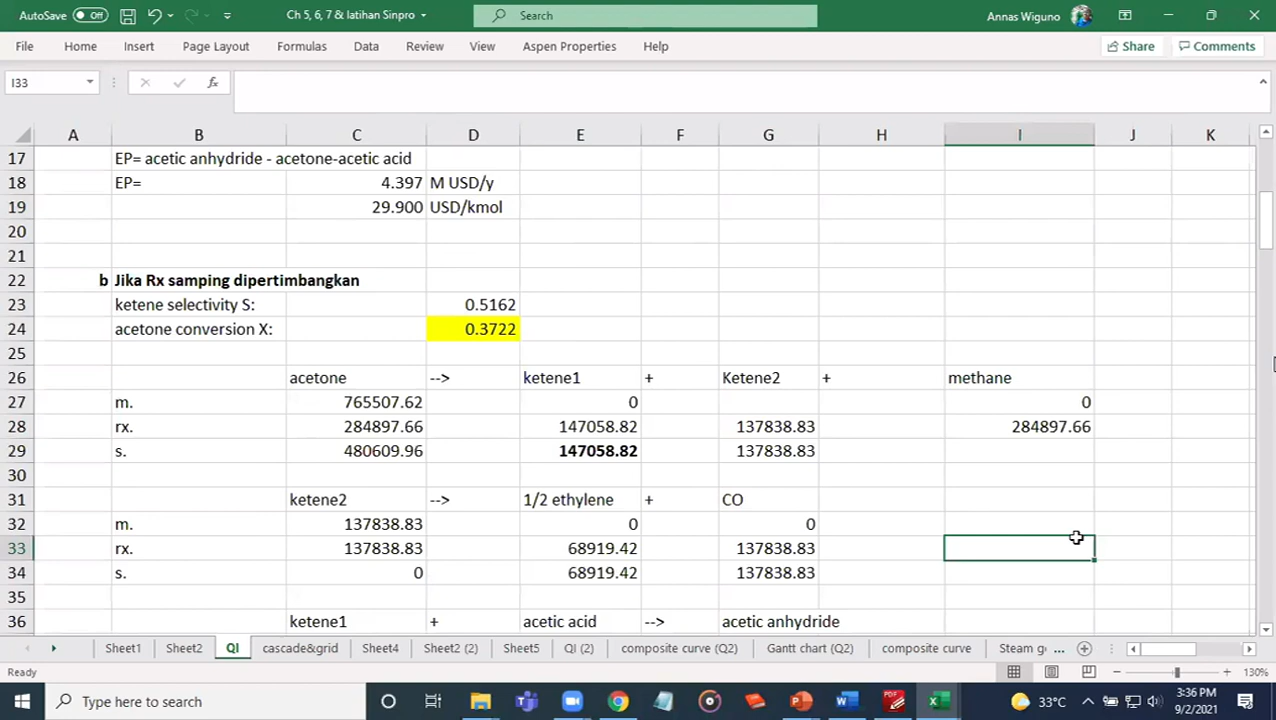 AutoSave Off Ch 5, 6, 7 & latihan Sinpro Search Annas Wiguno
File Home Insert Page Layout Formulas Data Review View Aspen Properties Help Share Comments
I33 fx
A B C D E F G H I J K
17 EP= acetic anhydride - acetone-acetic acid
18 EP= 4.397 M USD/y
19 29.900 USD/kmol
20
21
22 b Jika Rx samping dipertimbangkan
23 ketene selectivity S: 0.5162
24 acetone conversion X: 0.3722
25
26 acetone --> ketene1 + Ketene2 + methane
27 m. 765507.62 0 0
28 rx. 284897.66 147058.82 137838.83 284897.66
29 s. 480609.96 147058.82 137838.83
30
31 ketene2 --> 1/2 ethylene + CO
32 m. 137838.83 0 0
33 rx. 137838.83 68919.42 137838.83
34 s. 0 68919.42 137838.83
35
36 ketene1 + acetic acid --> acetic anhydride
Sheet1 Sheet2 QI cascade&grid Sheet4 Sheet2 (2) Sheet5 QI (2) composite curve (Q2) Gantt chart (Q2) composite curve Steam ge ...
Ready 130%
Type here to search 33°C 3:36 PM
9/2/2021